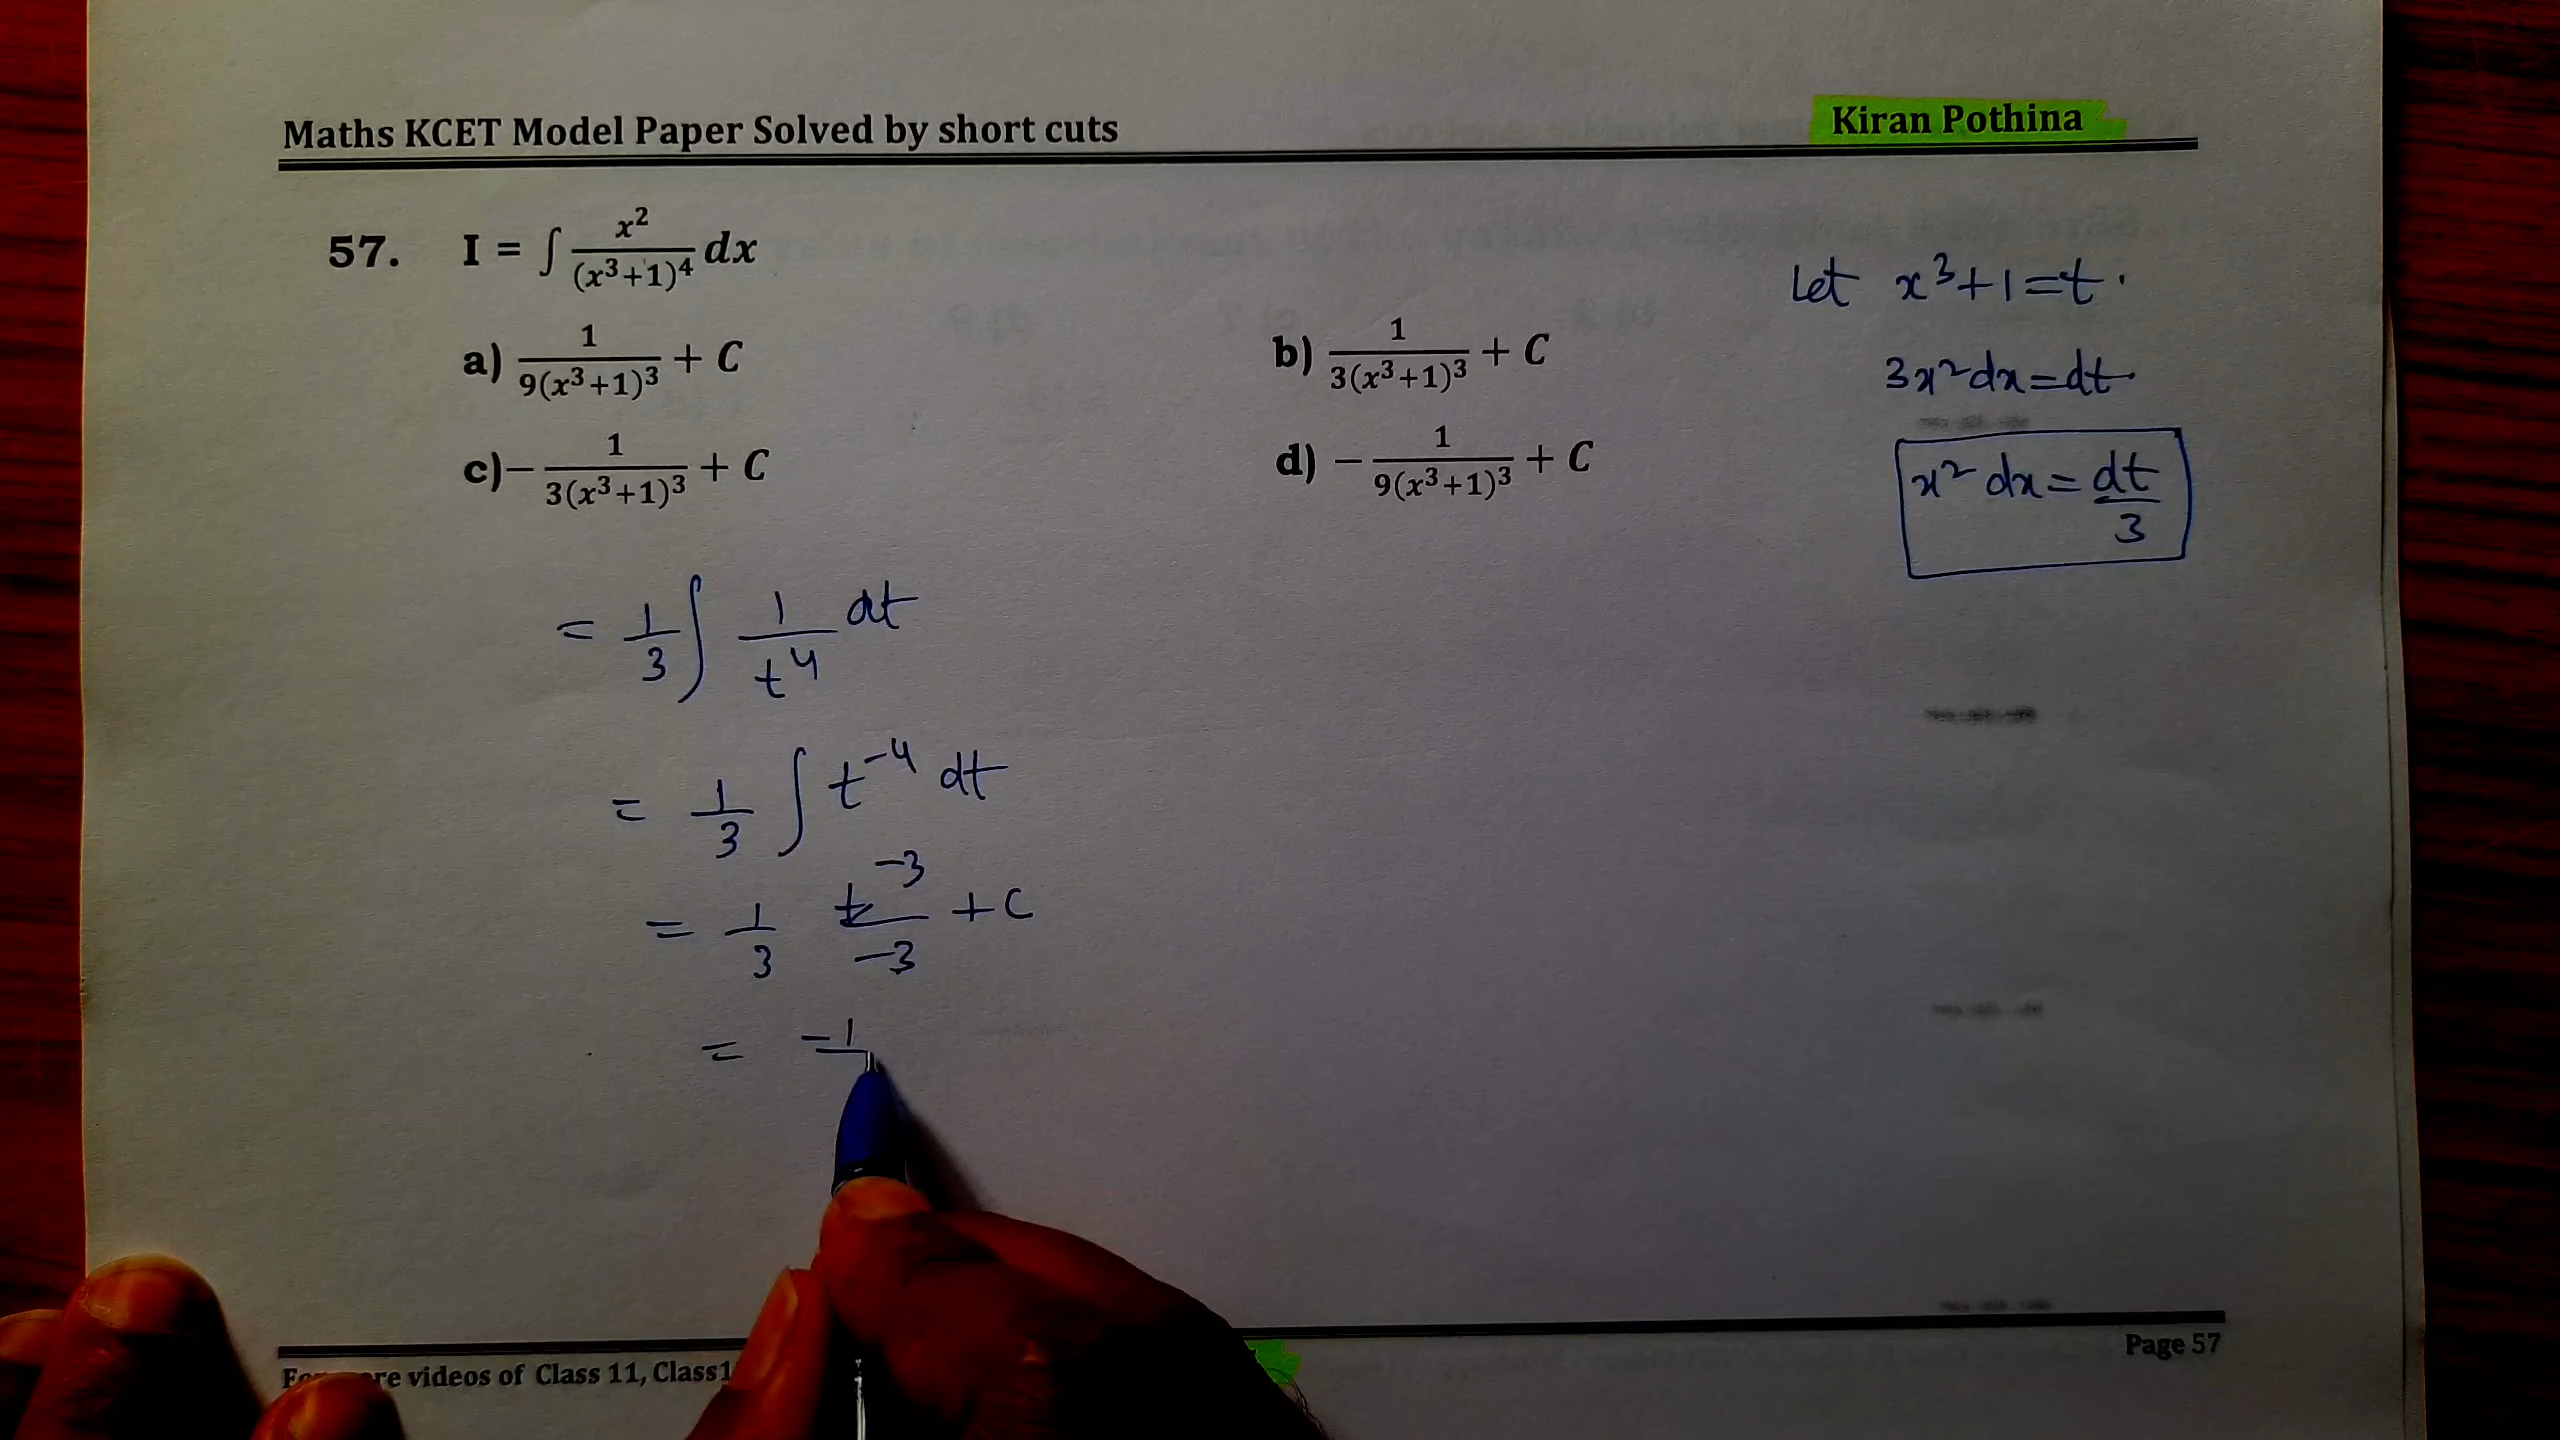 Maths KCET Model Paper Solved by short cuts
Kiran Pothina
57. I = ∫ x²/(x³+1)⁴ dx
a) 1/9(x³+1)³ + C
b) 1/3(x³+1)³ + C
c) − 1/3(x³+1)³ + C
d) − 1/9(x³+1)³ + C
Let x³+1=t.
3x²dx=dt
x² dx = dt/3
= 1/3 ∫ 1/t⁴ dt
= 1/3 ∫ t⁻⁴ dt
= 1/3 t⁻³/−3 + C
= −1
videos of Class 11,
Page 57